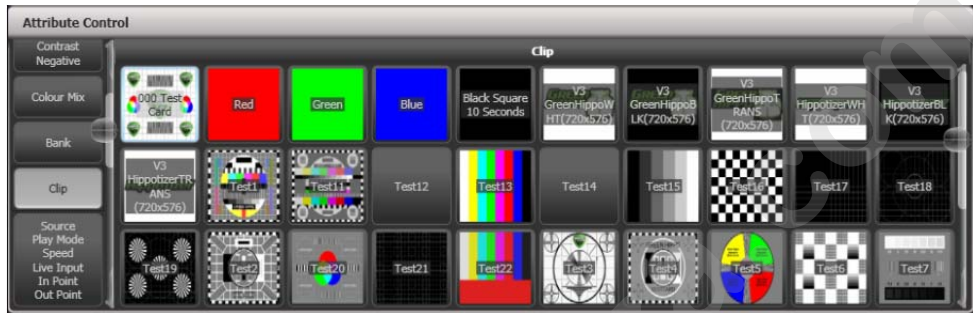 Attribute Control
Contrast
Negative
Colour Mix
Bank
Clip
Source
Play Mode
Speed
Live Input
In Point
Out Point
Clip
000 Test
Card
Red
Green
Blue
Black Square
10 Seconds
V3
GreenHippoW
HT(720x576)
V3
GreenHippoB
LK(720x576)
V3
GreenHippoT
RANS
(720x576)
V3
HippotizerWH
T(720x576)
V3
HippotizerBL
K(720x576)
V3
HippotizerTR
ANS
(720x576)
Test1
Test11
Test12
Test13
Test14
Test15
Test16
Test17
Test18
Test19
Test2
Test20
Test21
Test22
Test3
Test4
Test5
Test6
Test7